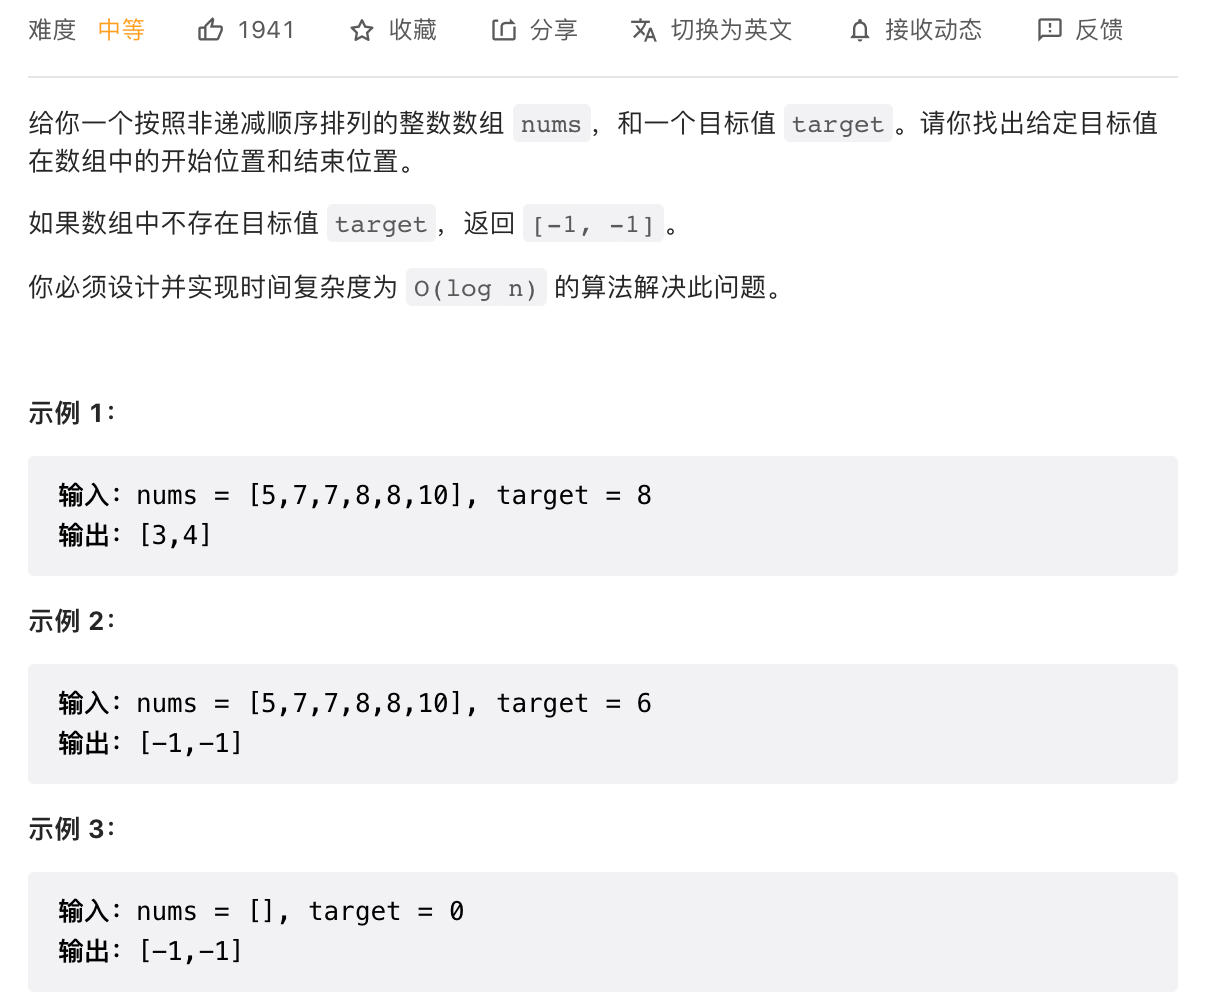 难度 中等 1941 收藏 分享 切换为英文 接收动态 反馈
给你一个按照非递减顺序排列的整数数组 nums，和一个目标值 target。请你找出给定目标值
在数组中的开始位置和结束位置。
如果数组中不存在目标值 target，返回 [-1, -1]。
你必须设计并实现时间复杂度为 O(log n) 的算法解决此问题。
示例 1：
输入：nums = [5,7,7,8,8,10], target = 8
输出：[3,4]
示例 2：
输入：nums = [5,7,7,8,8,10], target = 6
输出：[-1,-1]
示例 3：
输入：nums = [], target = 0
输出：[-1,-1]